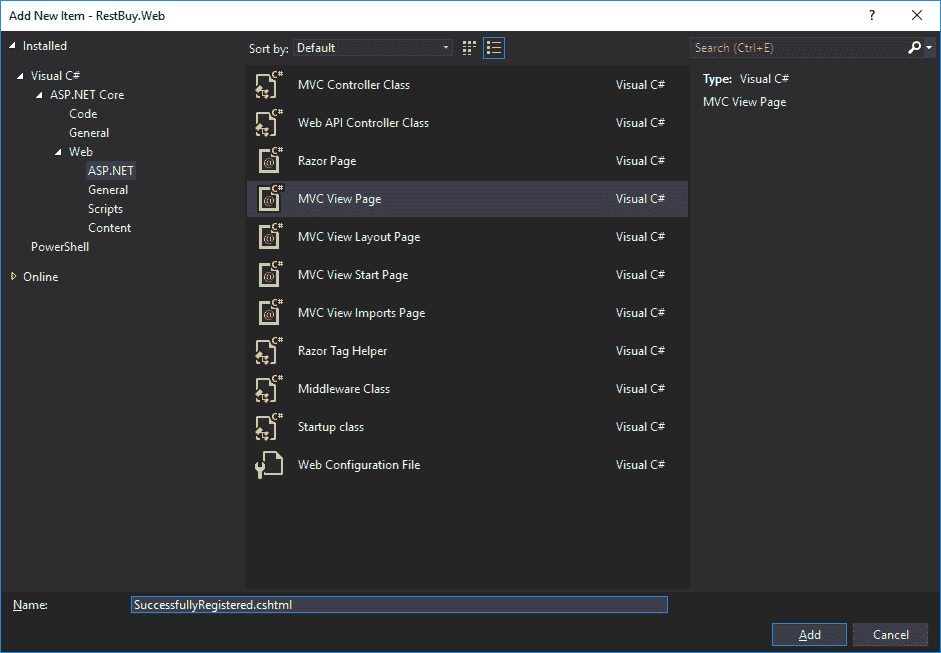 Add New Item - RestBuy.Web
?
Installed
Visual C#
ASP.NET Core
Code
General
Web
ASP.NET
General
Scripts
Content
PowerShell
Online
Sort by: Default
Search (Ctrl+E)
C# MVC Controller Class Visual C#
C# Web API Controller Class Visual C#
C# @ Razor Page Visual C#
C# @ MVC View Page Visual C#
C# @ MVC View Layout Page Visual C#
C# @ MVC View Start Page Visual C#
C# @ MVC View Imports Page Visual C#
C# Razor Tag Helper Visual C#
C# Middleware Class Visual C#
C# Startup class Visual C#
Web Configuration File Visual C#
Type: Visual C#
MVC View Page
Name: SuccessfullyRegistered.cshtml
Add Cancel